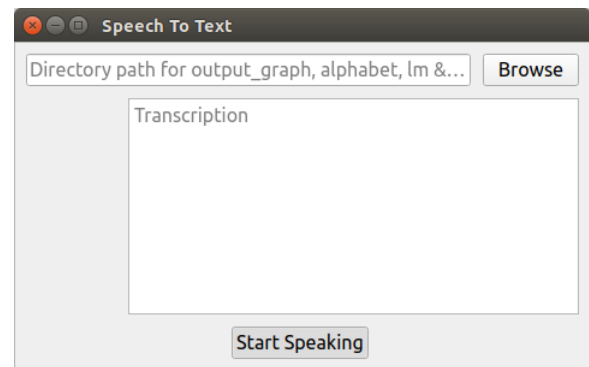 Speech To Text
Directory path for output_graph, alphabet, lm &... Browse
Transcription
Start Speaking